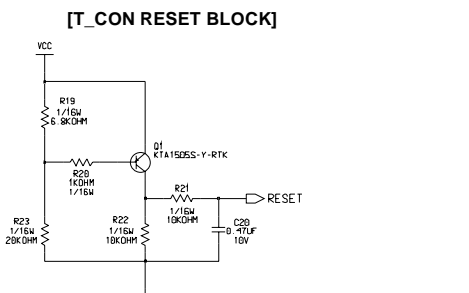 [T_CON RESET BLOCK]
VCC
R19
1/16W
6.8KOHM
Q1
KTA1505S-Y-RTK
R20
1KOHM
1/16W
R21
1/16W
10KOHM
RESET
R23
1/16W
20KOHM
R22
1/16W
10KOHM
C20
0.47UF
10V